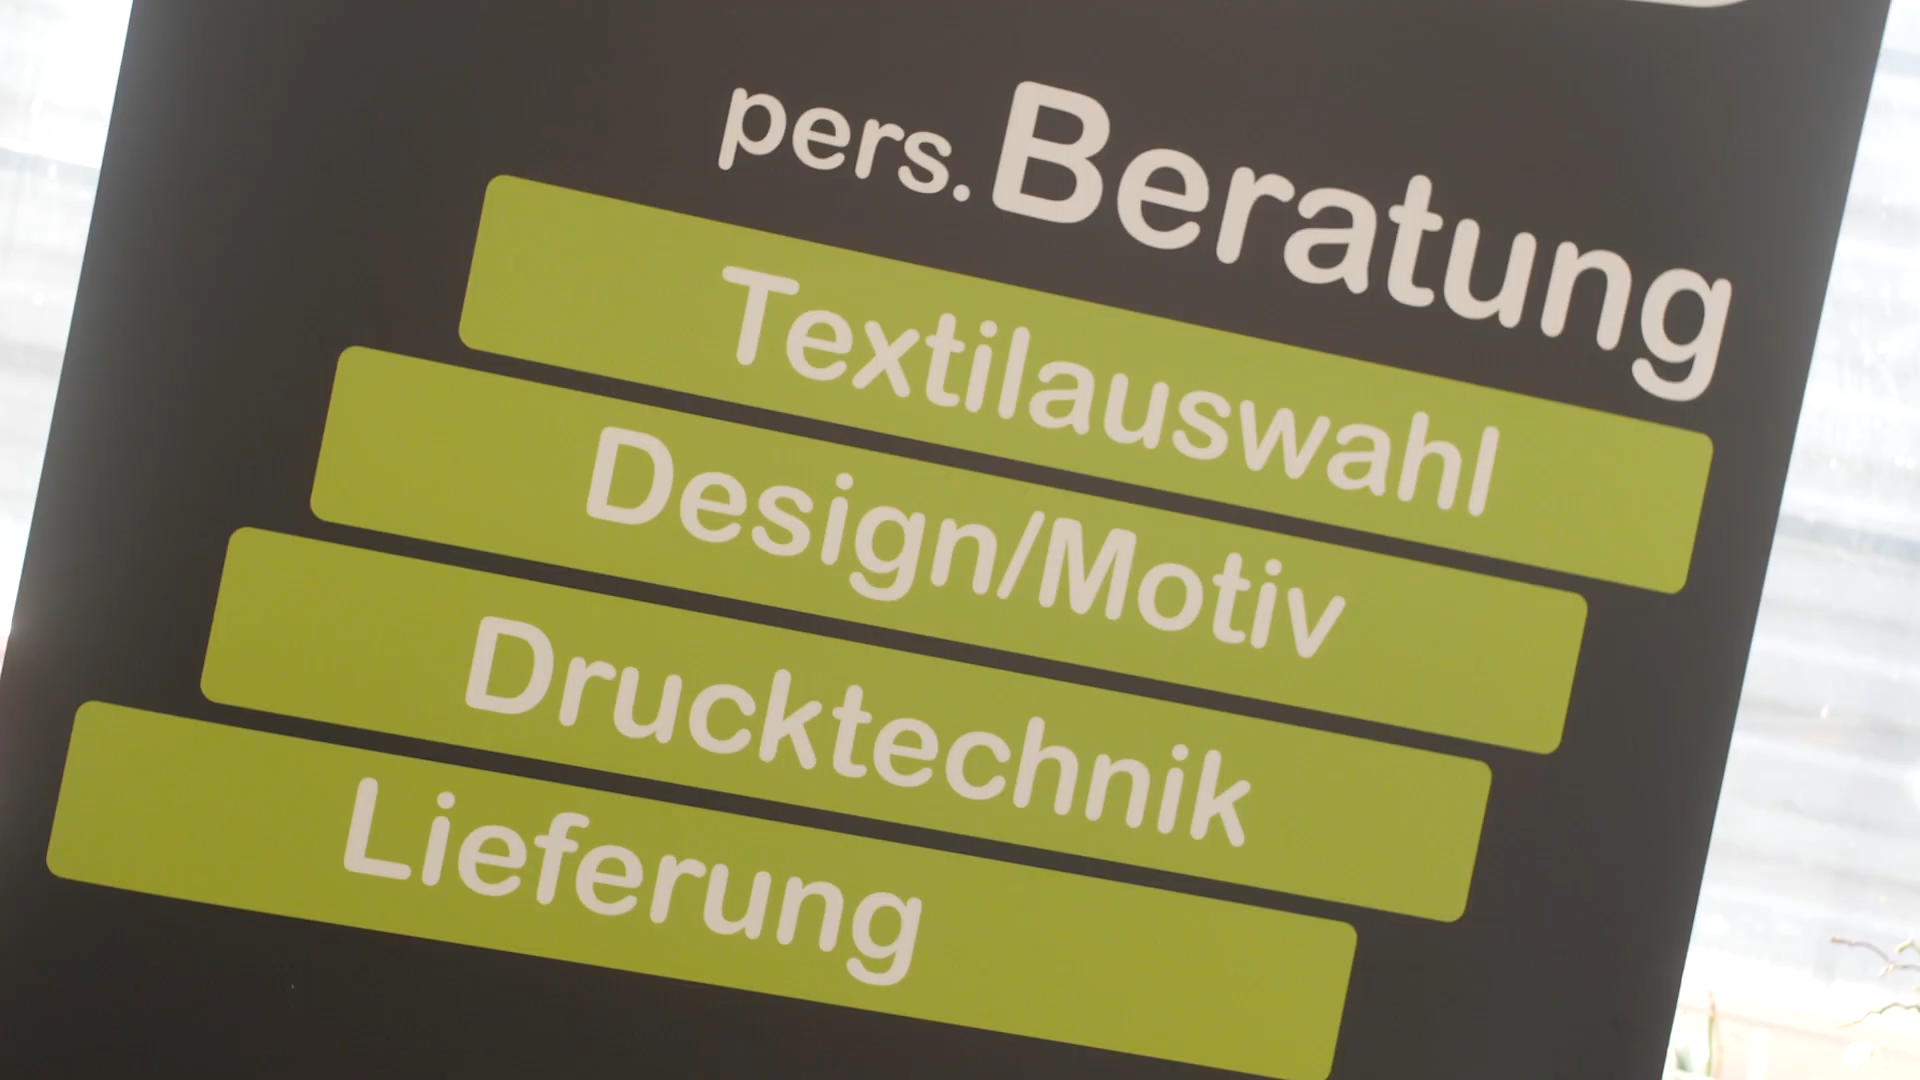 pers. Beratung
Textilauswahl
Design/Motiv
Drucktechnik
Lieferung